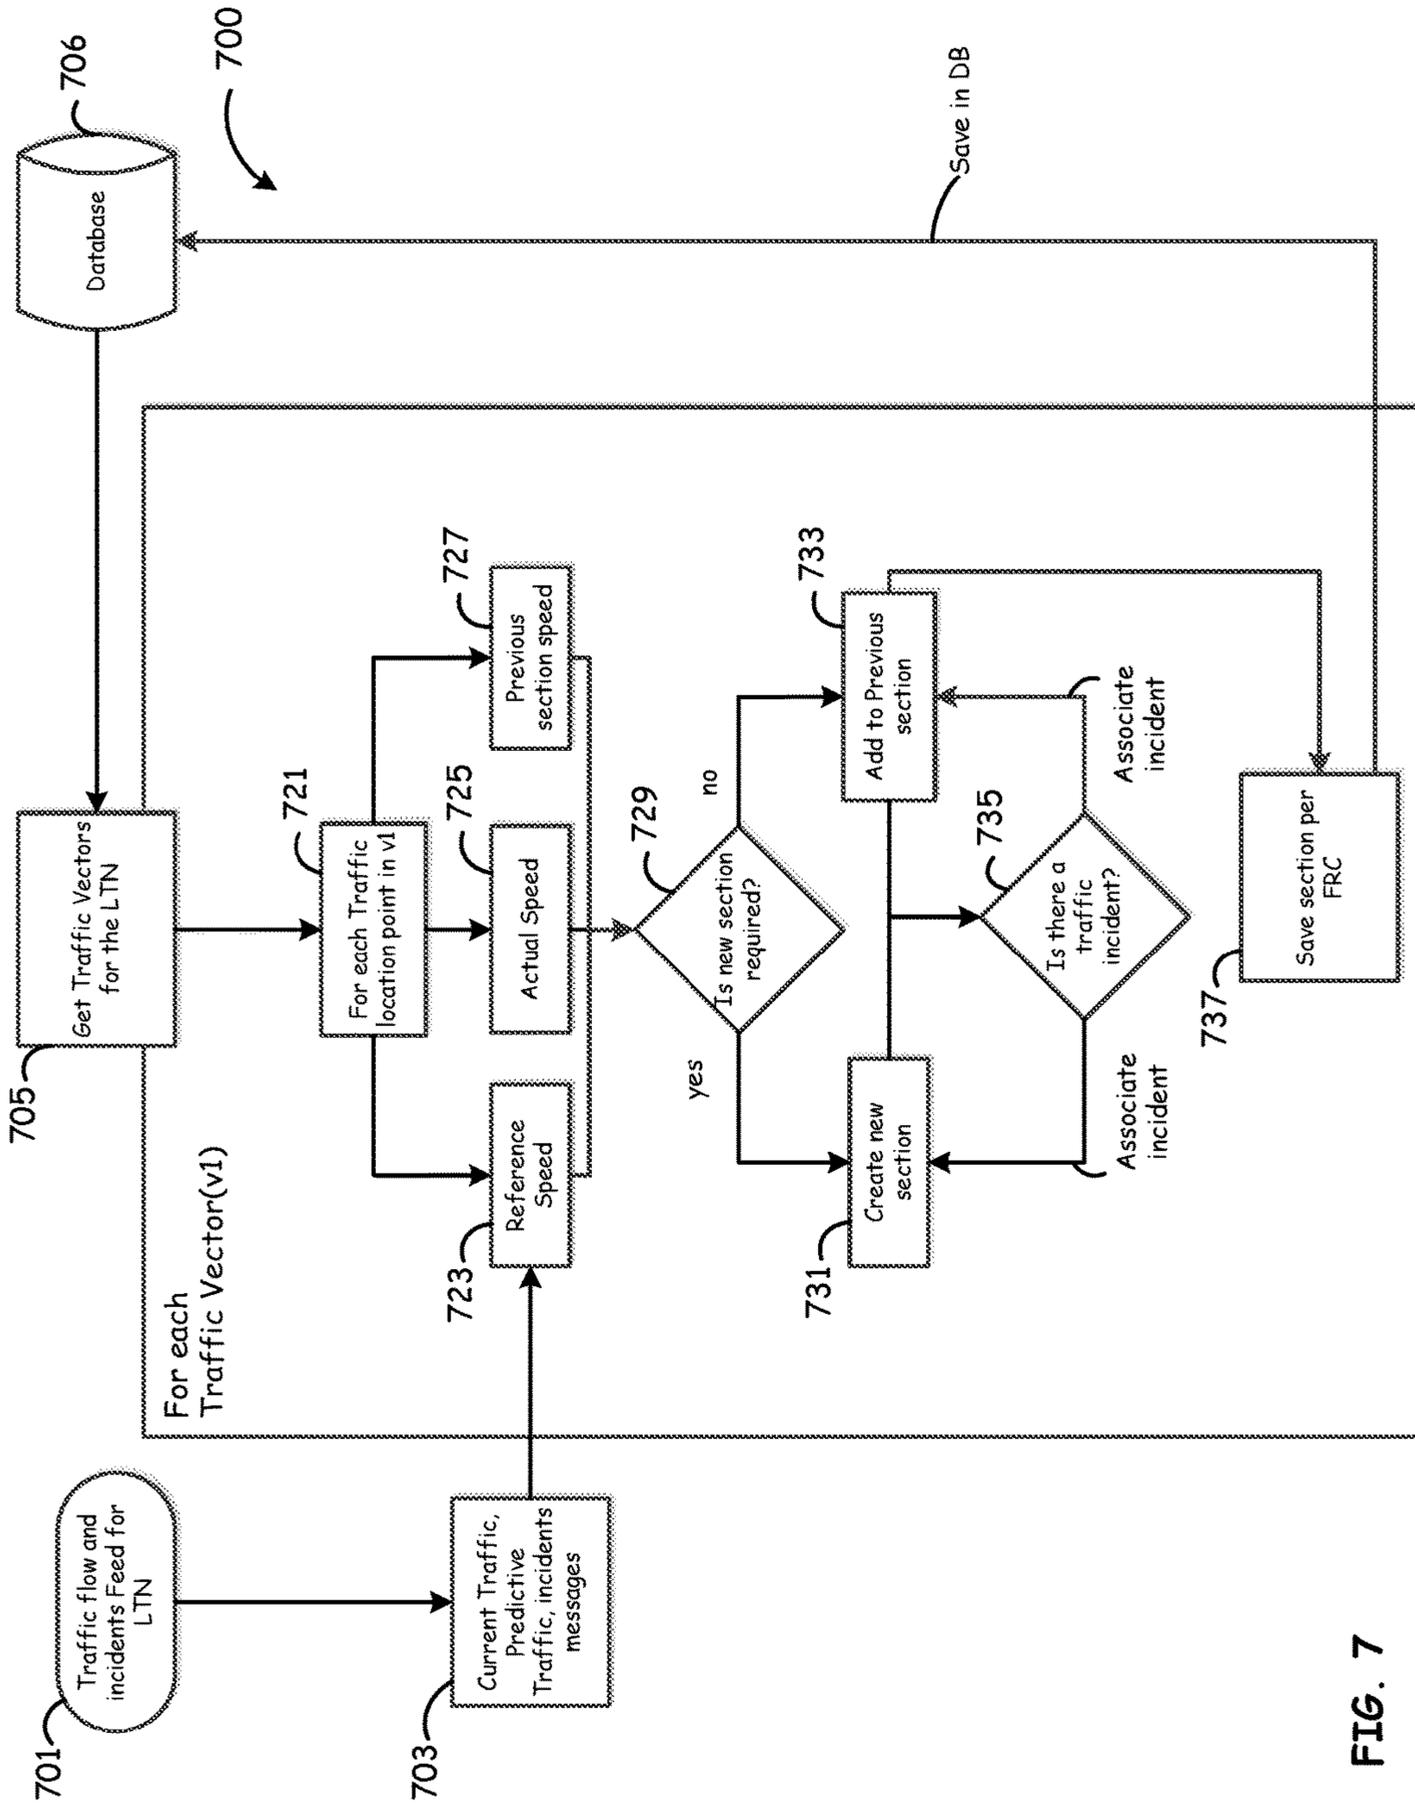 701
Traffic flow and
incidents Feed for
LTN
703
Current Traffic,
Predictive
Traffic, incidents
messages
705
Get Traffic Vectors
for the LTN
Database
706
700
For each
Traffic Vector(v1)
721
For each Traffic
location point in v1
723
Reference
Speed
725
Actual Speed
727
Previous
section speed
729
Is new section
required?
yes
no
731
Create new
section
733
Add to Previous
section
735
Is there a
traffic
incident?
Associate
incident
Associate
incident
737
Save section per
FRC
Save in DB
FIG. 7